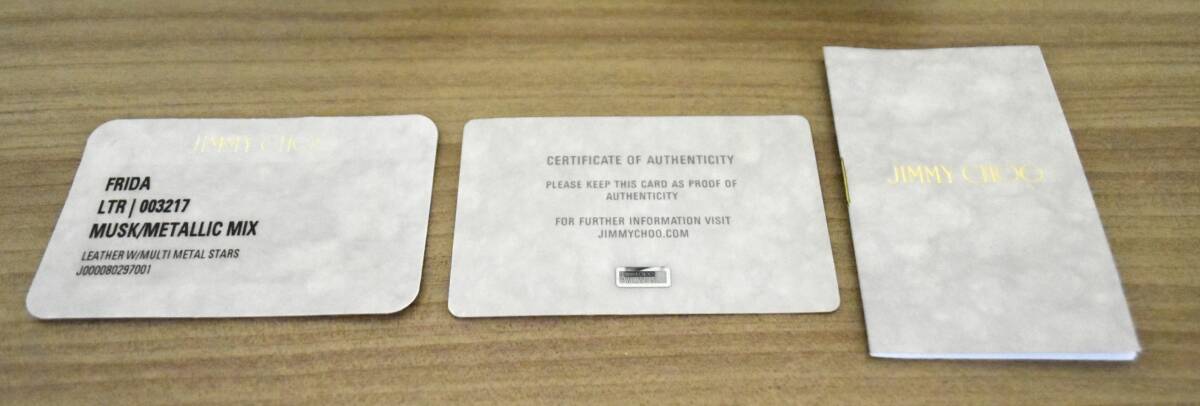 JIMMY CHOO
FRIDA
LTR | 003217
MUSK/METALLIC MIX
LEATHER W/MULTI METAL STARS
J000080297001
CERTIFICATE OF AUTHENTICITY
PLEASE KEEP THIS CARD AS PROOF OF
AUTHENTICITY
FOR FURTHER INFORMATION VISIT
JIMMYCHOO.COM
JIMMY CHOO